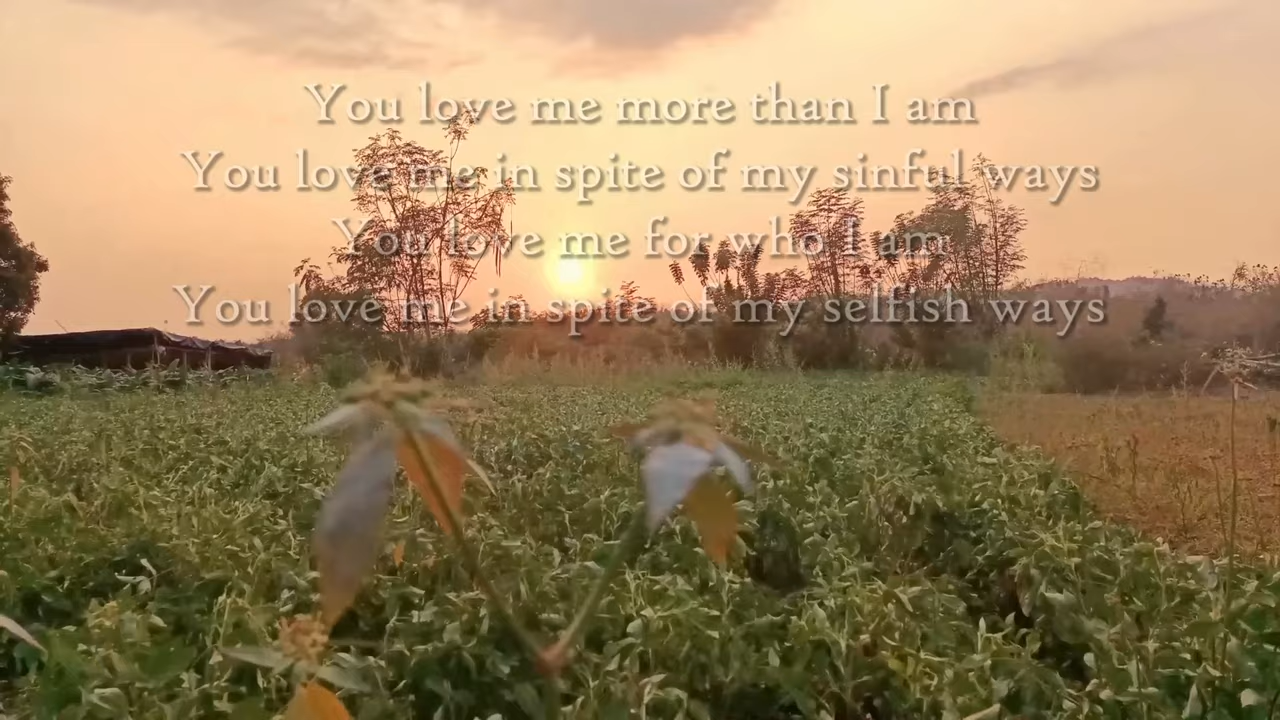 You love me more than I am
You love me in spite of my sinful ways
You love me for who I am
You love me in spite of my selfish ways